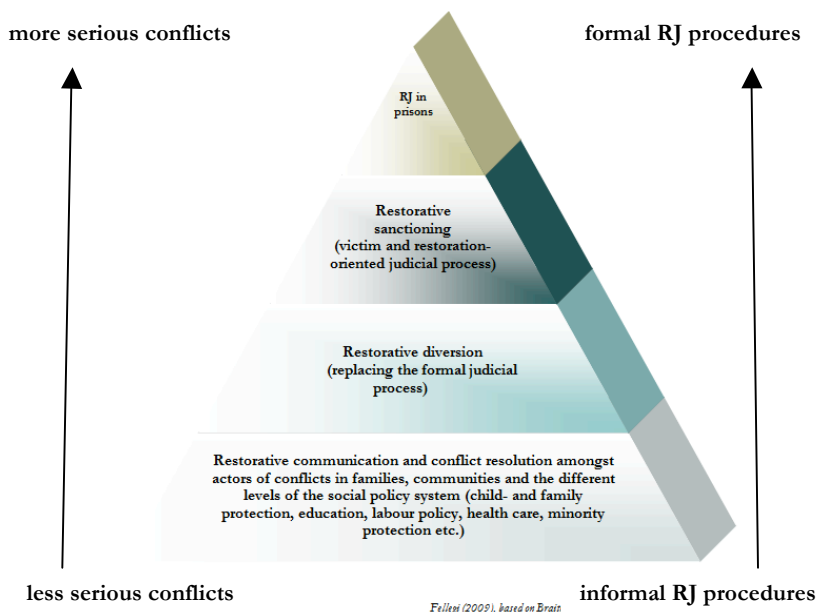 more serious conflicts
formal RJ procedures
RJ in
prisons
Restorative
sanctioning
(victim and restoration-
oriented judicial process)
Restorative diversion
(replacing the formal judicial
process)
Restorative communication and conflict resolution amongst
actors of conflicts in families, communities and the different
levels of the social policy system (child- and family
protection, education, labour policy, health care, minority
protection etc.)
less serious conflicts
informal RJ procedures
(2009), based on